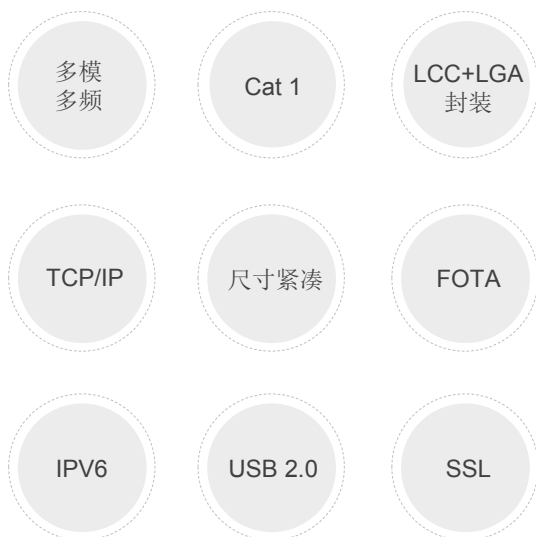 多模
多频
Cat 1
LCC+LGA
封装
TCP/IP
尺寸紧凑
FOTA
IPV6
USB 2.0
SSL